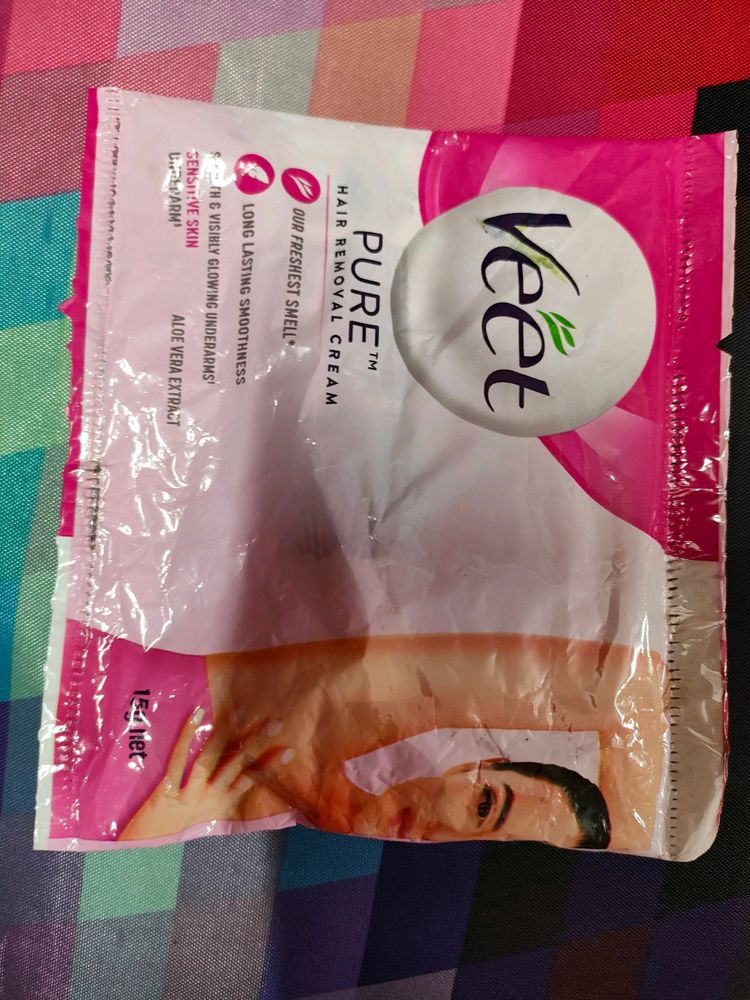 Veet
PURE™
HAIR REMOVAL CREAM
OUR FRESHEST SMELL*
LONG LASTING SMOOTHNESS
& VISIBLY GLOWING UNDERARMS!
SENSITIVE SKIN
UNDERARM§
ALOE VERA EXTRACT
15g net